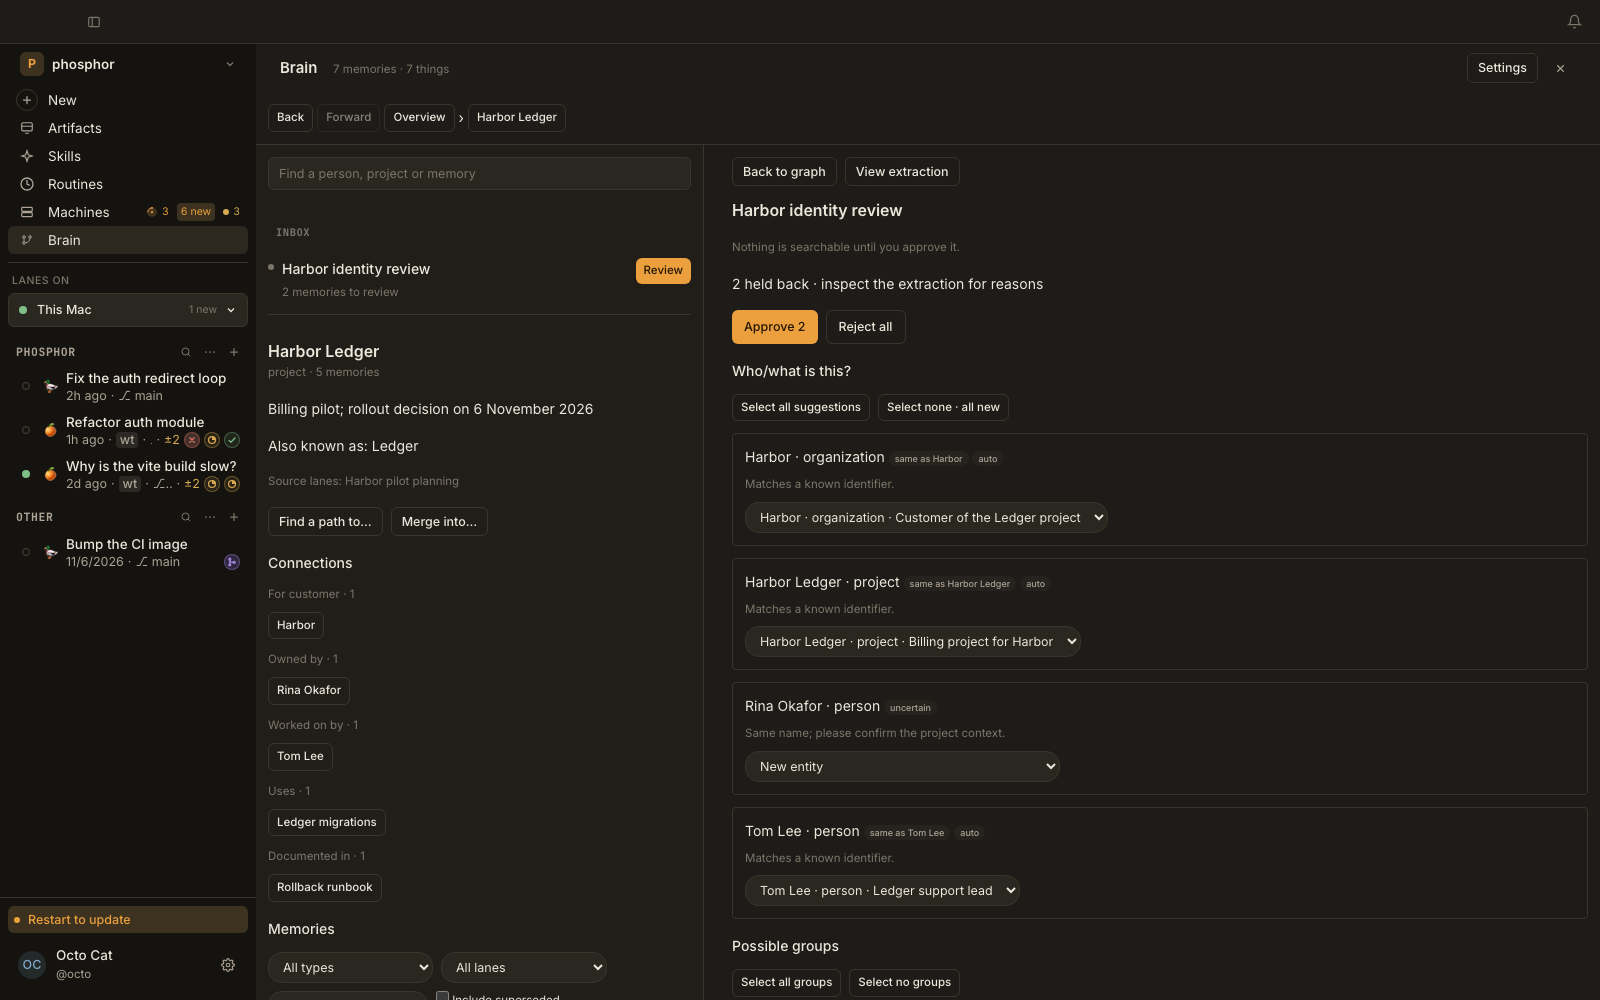 P phosphor
New
Artifacts
Skills
Routines
Machines 3 6 new 3
Brain
LANES ON
This Mac 1 new
PHOSPHOR
Fix the auth redirect loop
2h ago · main
Refactor auth module
1h ago · wt · . · ±2
Why is the vite build slow?
2d ago · wt · .. · ±2
OTHER
Bump the CI image
11/6/2026 · main
Restart to update
OC Octo Cat
@octo
Brain 7 memories · 7 things
Settings ×
Back Forward Overview › Harbor Ledger
Find a person, project or memory
INBOX
Harbor identity review Review
2 memories to review
Harbor Ledger
project · 5 memories
Billing pilot; rollout decision on 6 November 2026
Also known as: Ledger
Source lanes: Harbor pilot planning
Find a path to... Merge into...
Connections
For customer · 1
Harbor
Owned by · 1
Rina Okafor
Worked on by · 1
Tom Lee
Uses · 1
Ledger migrations
Documented in · 1
Rollback runbook
Memories
All types All lanes
Include superseded
Back to graph View extraction
Harbor identity review
Nothing is searchable until you approve it.
2 held back · inspect the extraction for reasons
Approve 2 Reject all
Who/what is this?
Select all suggestions Select none · all new
Harbor · organization same as Harbor auto
Matches a known identifier.
Harbor · organization · Customer of the Ledger project
Harbor Ledger · project same as Harbor Ledger auto
Matches a known identifier.
Harbor Ledger · project · Billing project for Harbor
Rina Okafor · person uncertain
Same name; please confirm the project context.
New entity
Tom Lee · person same as Tom Lee auto
Matches a known identifier.
Tom Lee · person · Ledger support lead
Possible groups
Select all groups Select no groups